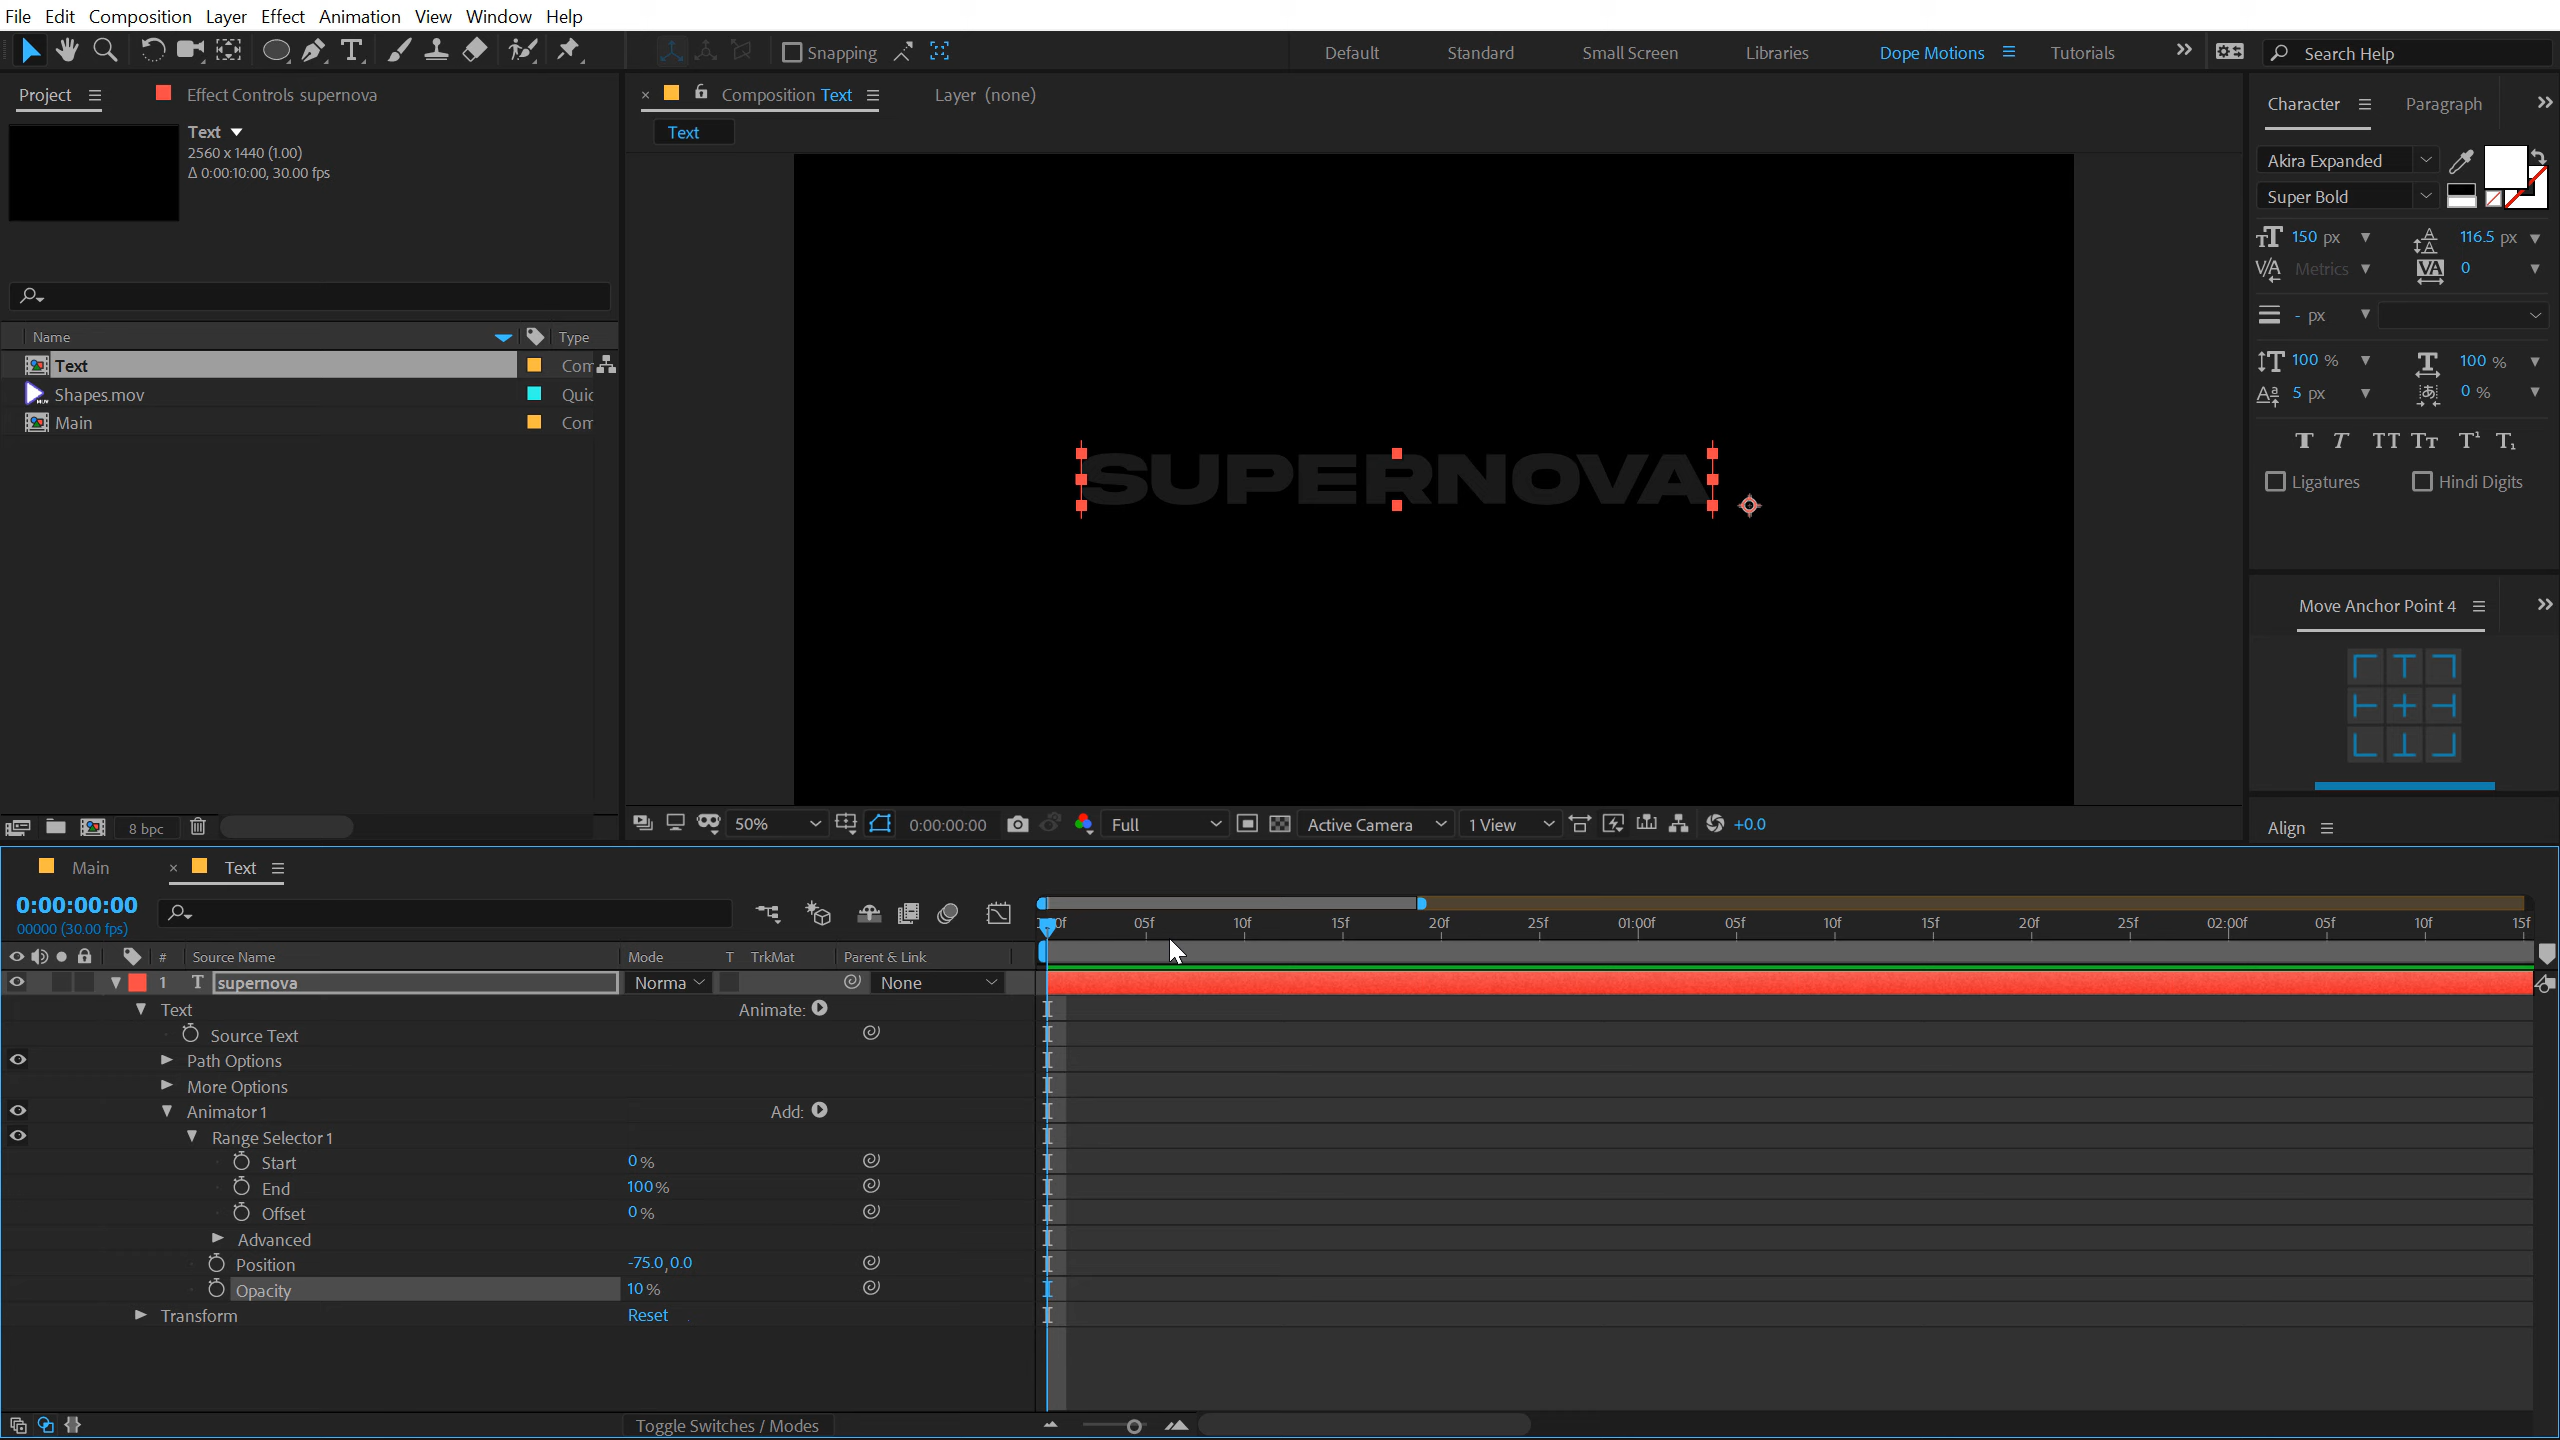 File Edit Composition Layer Effect Animation View Window Help
Snapping
Default Standard Small Screen Libraries Dope Motions Tutorials
Search Help
Project
Effect Controls supernova
Text
2560 x 1440 (1.00)
Δ 0:00:10:00, 30.00 fps
Name Type
Text Com
Shapes.mov Quic
Main Com
8 bpc
Composition Text
Layer (none)
Text
SUPERNOVA
50%
0:00:00:00
Full
Active Camera
1 View
+0.0
Character Paragraph
Akira Expanded
Super Bold
150 px 116.5 px
Metrics 0
- px
100 % 100 %
5 px 0 %
Ligatures Hindi Digits
Move Anchor Point 4
Align
Main
Text
0:00:00:00
00000 (30.00 fps)
05f 10f 15f 20f 25f 01:00f 05f 10f 15f 20f 25f 02:00f 05f 10f 15f
# Source Name Mode T TrkMat Parent & Link
1 T supernova Norma None
Text Animate:
Source Text
Path Options
More Options
Animator 1 Add:
Range Selector 1
Start 0 %
End 100 %
Offset 0 %
Advanced
Position -75.0, 0.0
Opacity 10 %
Transform Reset
Toggle Switches / Modes